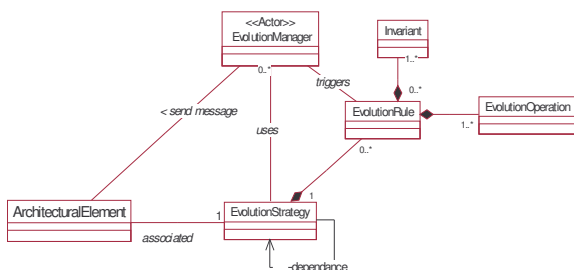 <<Actor>>
EvolutionManager
Invariant
0..*
1..*
triggers
0..*
< send message
EvolutionRule
EvolutionOperation
1..*
uses
0..*
1
ArchitecturalElement
1
EvolutionStrategy
associated
-dependance